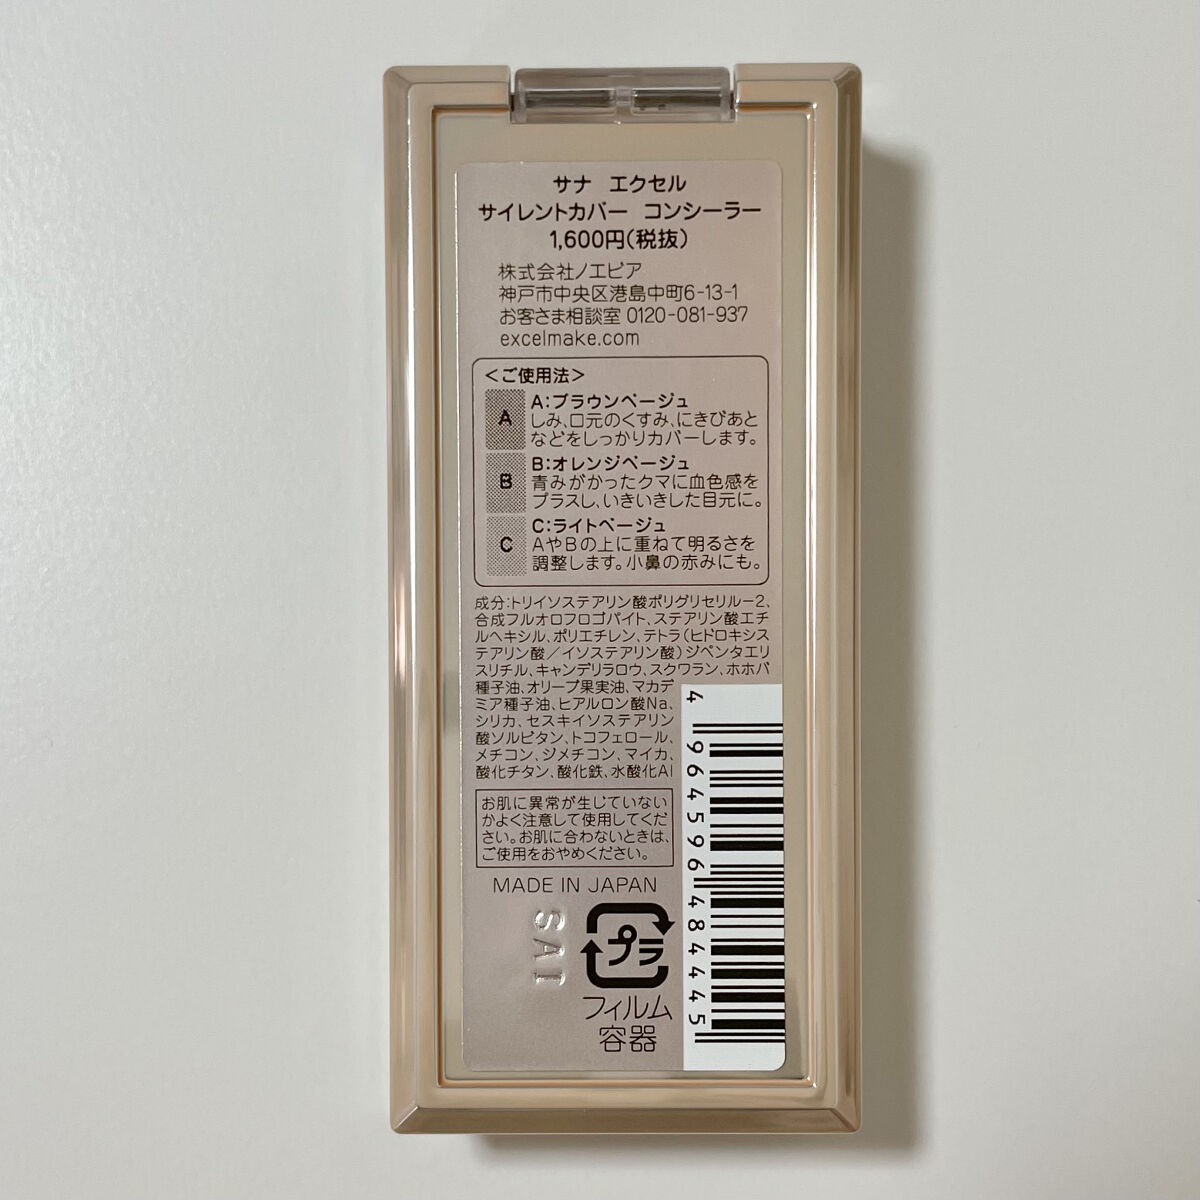 サナ エクセル
サイレントカバー コンシーラー
1,600円(税抜)
株式会社ノエビア
神戸市中央区港島中町6-13-1
お客さま相談室 0120-081-937
excelmake.com
<ご使用法>
A
A:ブラウンベージュ
しみ、口元のくすみ、にきびあと
などをしっかりカバーします。
B
B:オレンジベージュ
青みがかったクマに血色感を
プラスし、いきいきした目元に。
C
C:ライトベージュ
AやBの上に重ねて明るさを
調整します。小鼻の赤みにも。
成分:トリイソステアリン酸ポリグリセリル-2、
合成フルオロフロゴパイト、ステアリン酸エチ
ルヘキシル、ポリエチレン、テトラ(ヒドロキシス
テアリン酸/イソステアリン酸)ジペンタエリ
スリチル、キャンデリラロウ、スクワラン、ホホバ
種子油、オリーブ果実油、マカデ
ミア種子油、ヒアルロン酸Na、
シリカ、セスキイソステアリン
酸ソルビタン、トコフェロール、
メチコン、ジメチコン、マイカ、
酸化チタン、酸化鉄、水酸化Al
お肌に異常が生じていない
かよく注意して使用してくだ
さい。お肌に合わないときは、
ご使用をおやめください。
MADE IN JAPAN
SAI
プラ
フィルム
容器
4 964596 484445